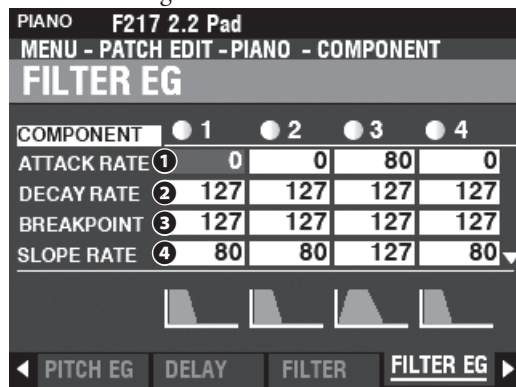 PIANO F217 2.2 Pad
MENU - PATCH EDIT -PIANO - COMPONENT
FILTER EG
COMPONENT 1 2 3 4
ATTACK RATE 1 0 0 80 0
DECAY RATE 2 127 127 127 127
BREAKPOINT 3 127 127 127 127
SLOPE RATE 4 80 80 127 80
PITCH EG DELAY FILTER FILTER EG